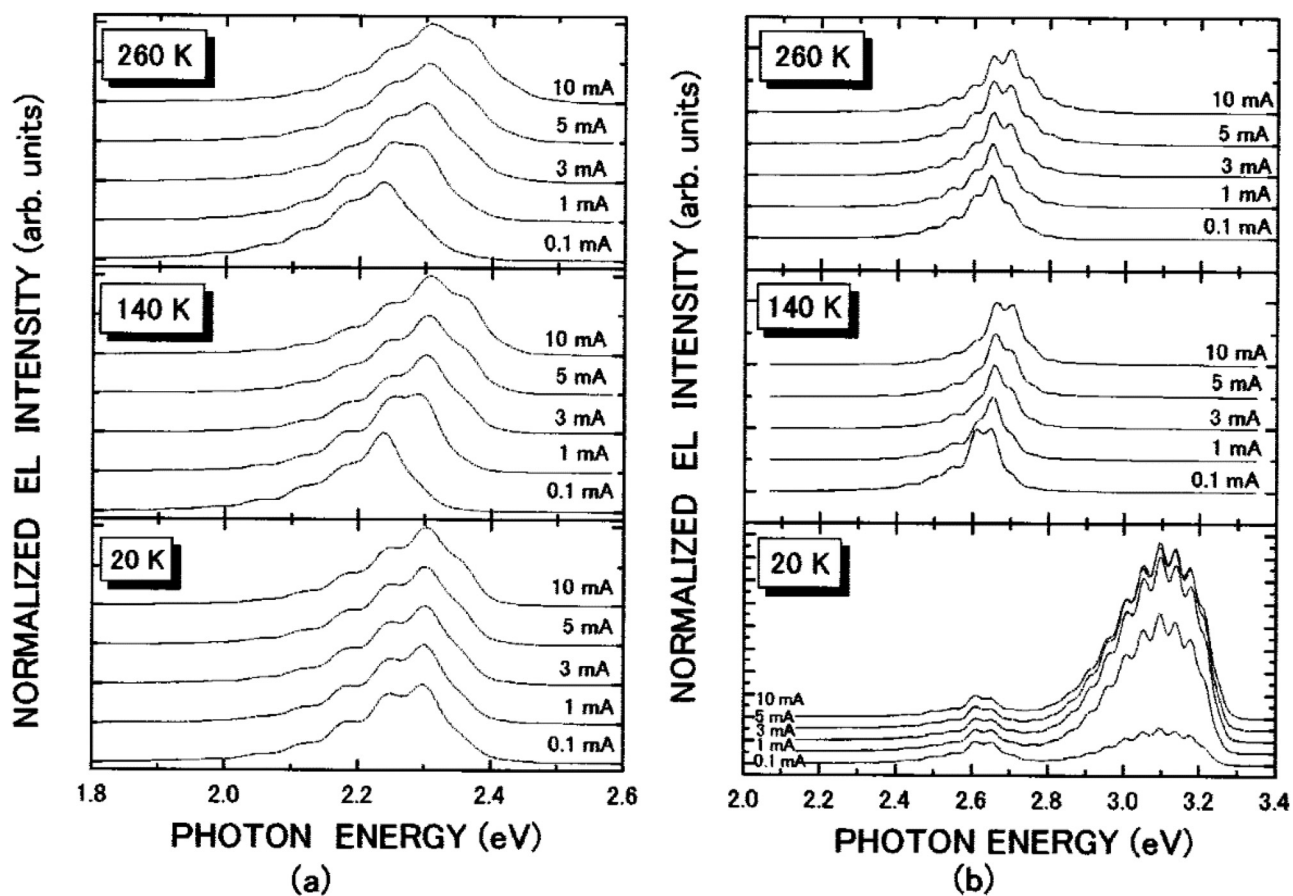 NORMALIZED EL INTENSITY (arb. units)
260 K
10 mA
5 mA
3 mA
1 mA
0.1 mA
140 K
10 mA
5 mA
3 mA
1 mA
0.1 mA
20 K
10 mA
5 mA
3 mA
1 mA
0.1 mA
1.8 2.0 2.2 2.4 2.6
PHOTON ENERGY (eV)
(a)
NORMALIZED EL INTENSITY (arb. units)
260 K
10 mA
5 mA
3 mA
1 mA
0.1 mA
140 K
10 mA
5 mA
3 mA
1 mA
0.1 mA
20 K
10 mA
5 mA
3 mA
1 mA
0.1 mA
2.0 2.2 2.4 2.6 2.8 3.0 3.2 3.4
PHOTON ENERGY (eV)
(b)